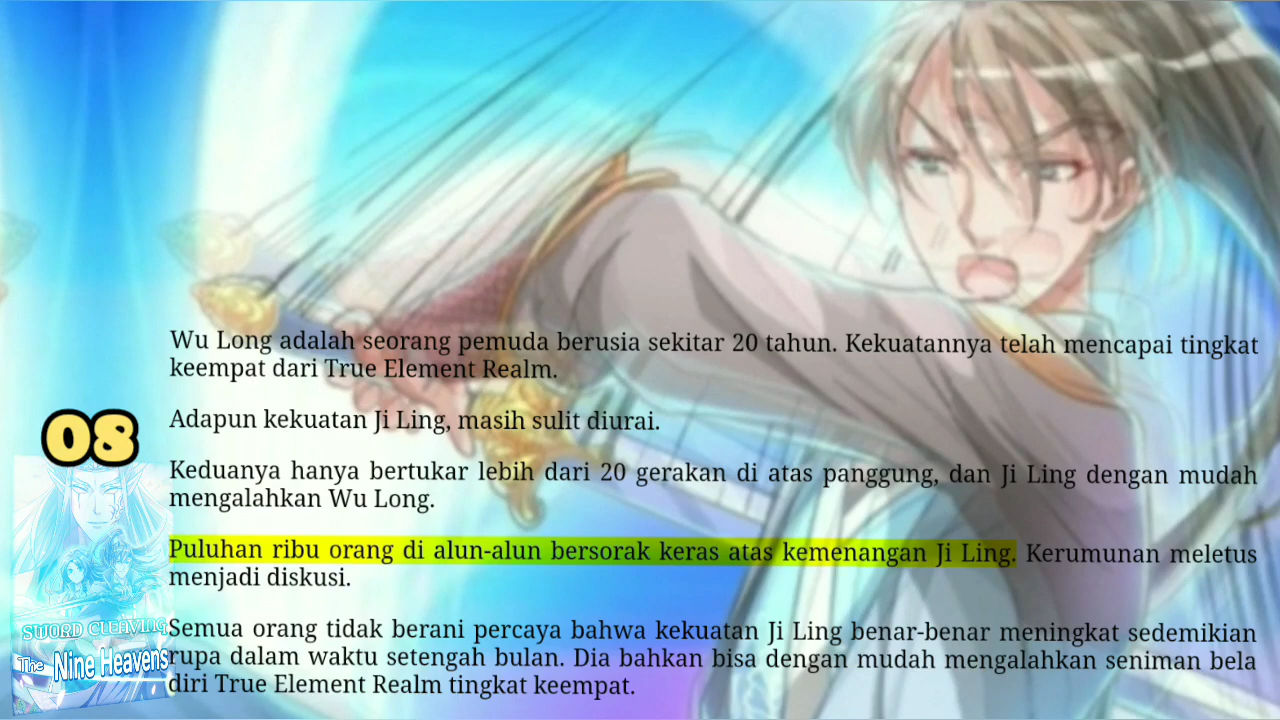 Wu Long adalah seorang pemuda berusia sekitar 20 tahun. Kekuatannya telah mencapai tingkat
keempat dari True Element Realm.
Adapun kekuatan Ji Ling, masih sulit diurai.
Keduanya hanya bertukar lebih dari 20 gerakan di atas panggung, dan Ji Ling dengan mudah
mengalahkan Wu Long.
Puluhan ribu orang di alun-alun bersorak keras atas kemenangan Ji Ling. Kerumunan meletus
menjadi diskusi.
Semua orang tidak berani percaya bahwa kekuatan Ji Ling benar-benar meningkat sedemikian
rupa dalam waktu setengah bulan. Dia bahkan bisa dengan mudah mengalahkan seniman bela
diri True Element Realm tingkat keempat.
08
SWORD CLEAVING
The Nine Heavens